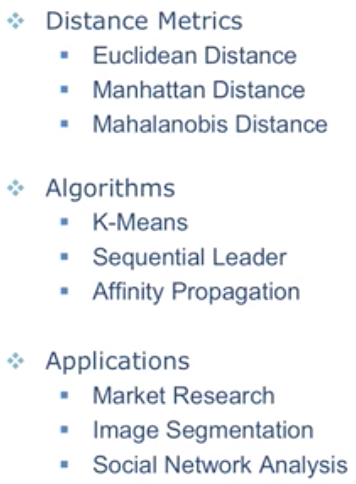 Distance Metrics
Euclidean Distance
Manhattan Distance
Mahalanobis Distance
Algorithms
K-Means
Sequential Leader
Affinity Propagation
Applications
Market Research
Image Segmentation
Social Network Analysis